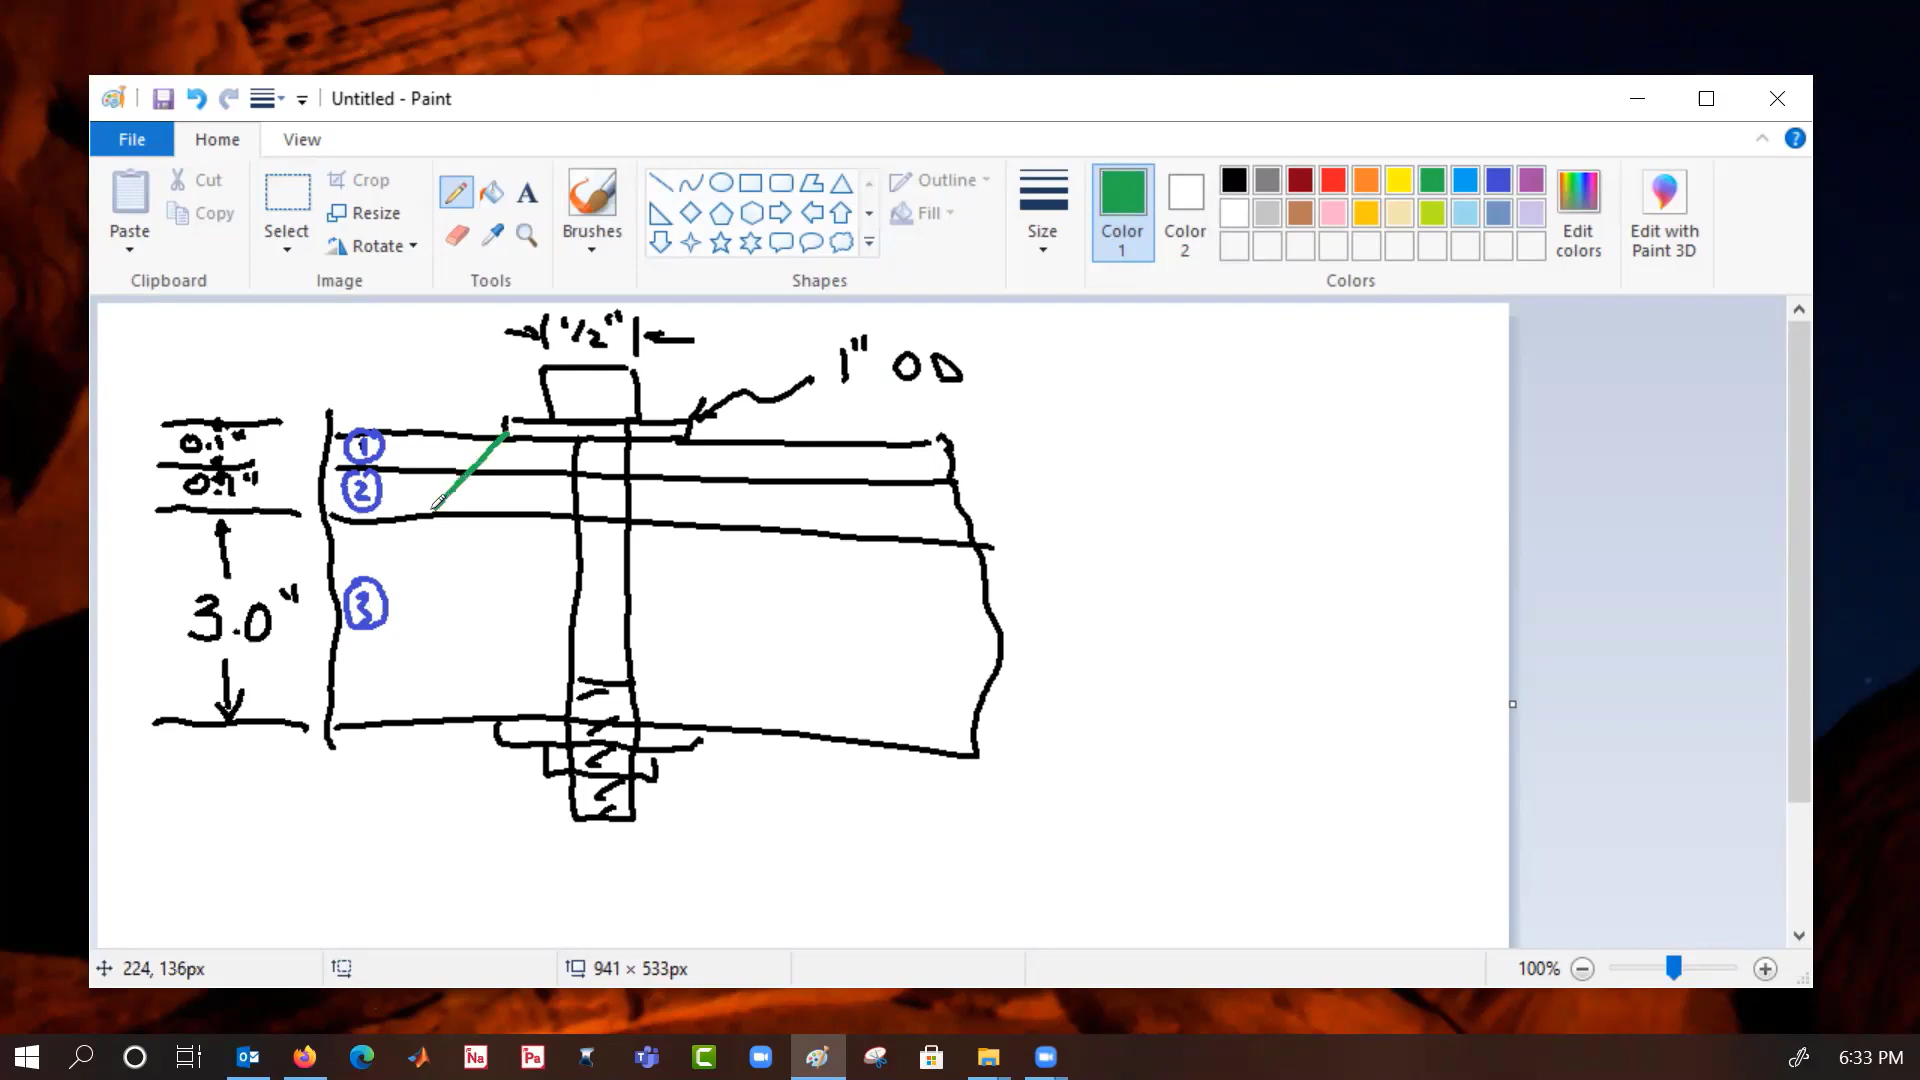 Untitled - Paint
File Home View
Paste
Cut
Copy
Clipboard
Select
Crop
Resize
Rotate
Image
A
Tools
Brushes
Shapes
Outline
Fill
Size
Color 1
Color 2
Edit colors
Colors
Edit with Paint 3D
1/2"
1" OD
0.1"
0.1"
3.0"
1
2
3
224, 136px
941 × 533px
100%
Na
Pa
6:33 PM